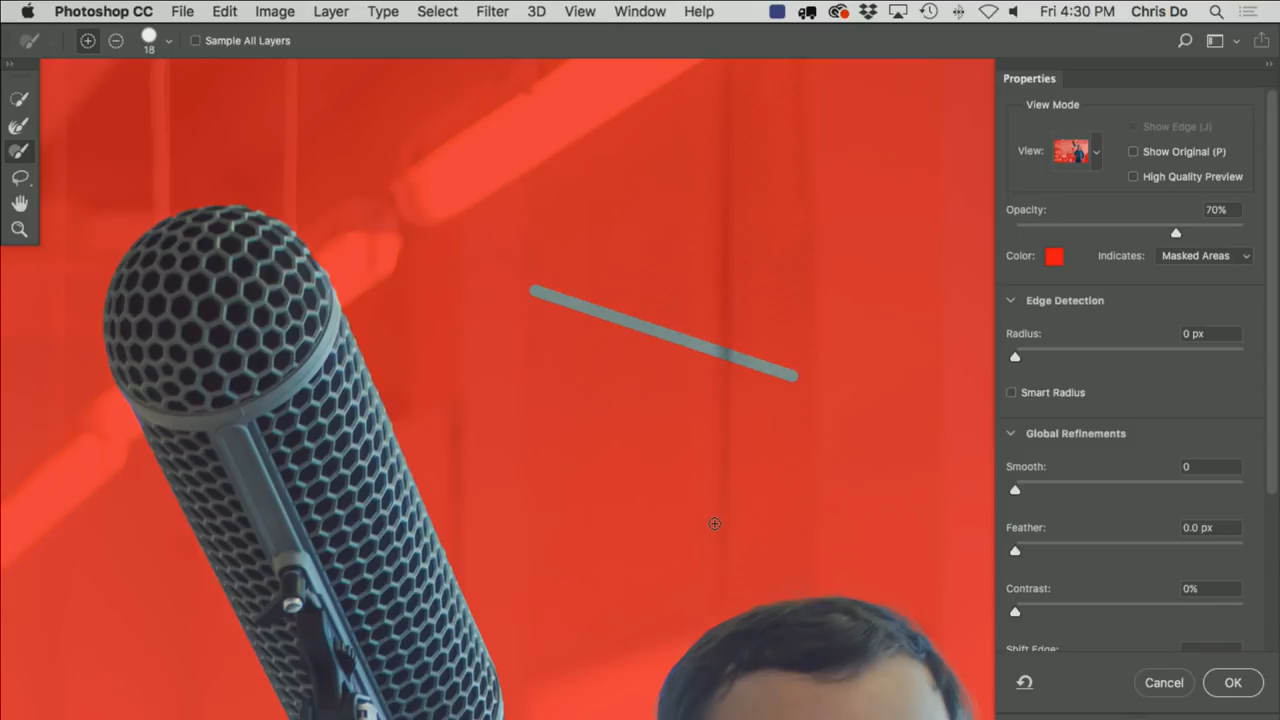 Photoshop CC File Edit Image Layer Type Select Filter 3D View Window Help Fri 4:30 PM Chris Do
18 Sample All Layers
Properties
View Mode
Show Edge (J)
View: Show Original (P)
High Quality Preview
Opacity: 70%
Color: Indicates: Masked Areas
Edge Detection
Radius: 0 px
Smart Radius
Global Refinements
Smooth: 0
Feather: 0.0 px
Contrast: 0%
Shift Edge:
Cancel OK